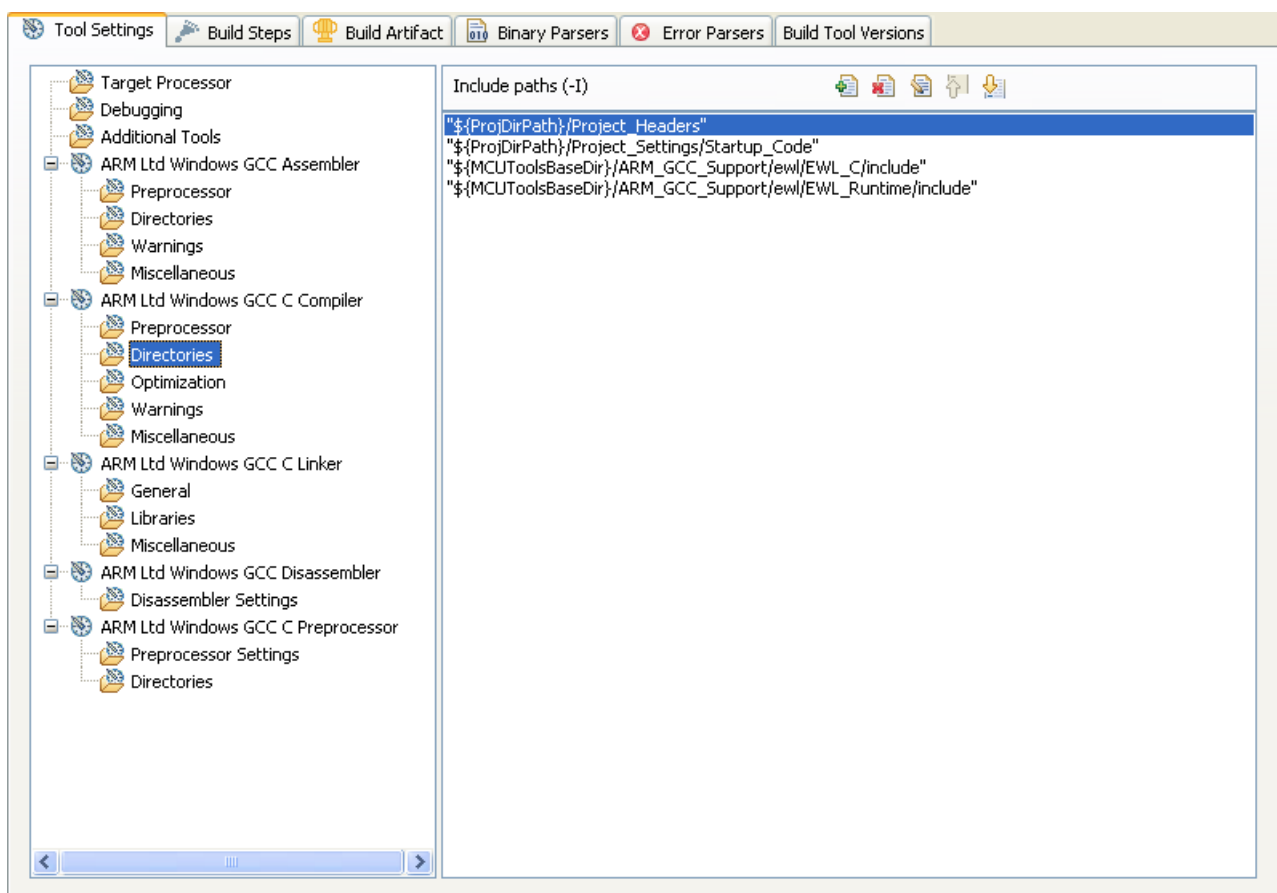 Tool Settings Build Steps Build Artifact Binary Parsers Error Parsers Build Tool Versions
Target Processor
Debugging
Additional Tools
ARM Ltd Windows GCC Assembler
Preprocessor
Directories
Warnings
Miscellaneous
ARM Ltd Windows GCC C Compiler
Preprocessor
Directories
Optimization
Warnings
Miscellaneous
ARM Ltd Windows GCC C Linker
General
Libraries
Miscellaneous
ARM Ltd Windows GCC Disassembler
Disassembler Settings
ARM Ltd Windows GCC C Preprocessor
Preprocessor Settings
Directories
Include paths (-I)
"${ProjDirPath}/Project_Headers"
"${ProjDirPath}/Project_Settings/Startup_Code"
"${MCUToolsBaseDir}/ARM_GCC_Support/ewl/EWL_C/include"
"${MCUToolsBaseDir}/ARM_GCC_Support/ewl/EWL_Runtime/include"